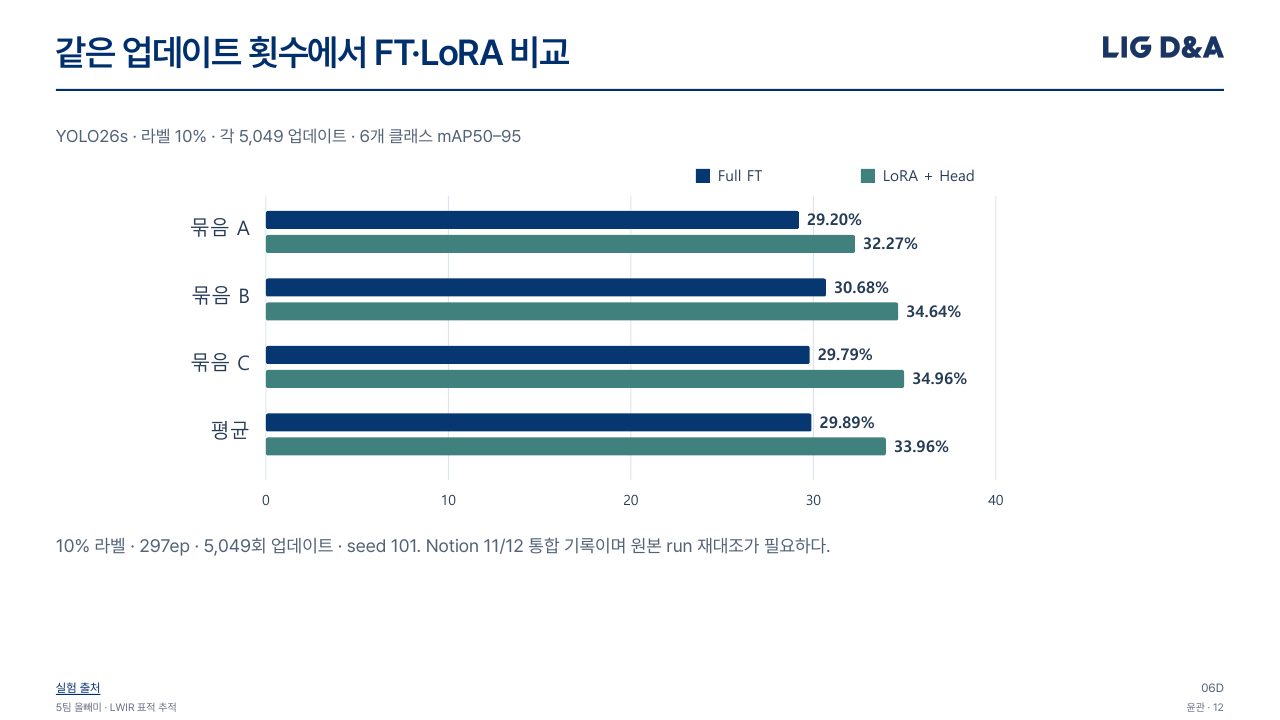 같은 업데이트 횟수에서 FT·LoRA 비교
LIG D&A
YOLO26s · 라벨 10% · 각 5,049 업데이트 · 6개 클래스 mAP50–95
Full FT
LoRA + Head
묶음 A
29.20%
32.27%
묶음 B
30.68%
34.64%
묶음 C
29.79%
34.96%
평균
29.89%
33.96%
0 10 20 30 40
10% 라벨 · 297ep · 5,049회 업데이트 · seed 101. Notion 11/12 통합 기록이며 원본 run 재대조가 필요하다.
실험 출처
06D
5팀 올빼미 · LWIR 표적 추적
윤관 · 12